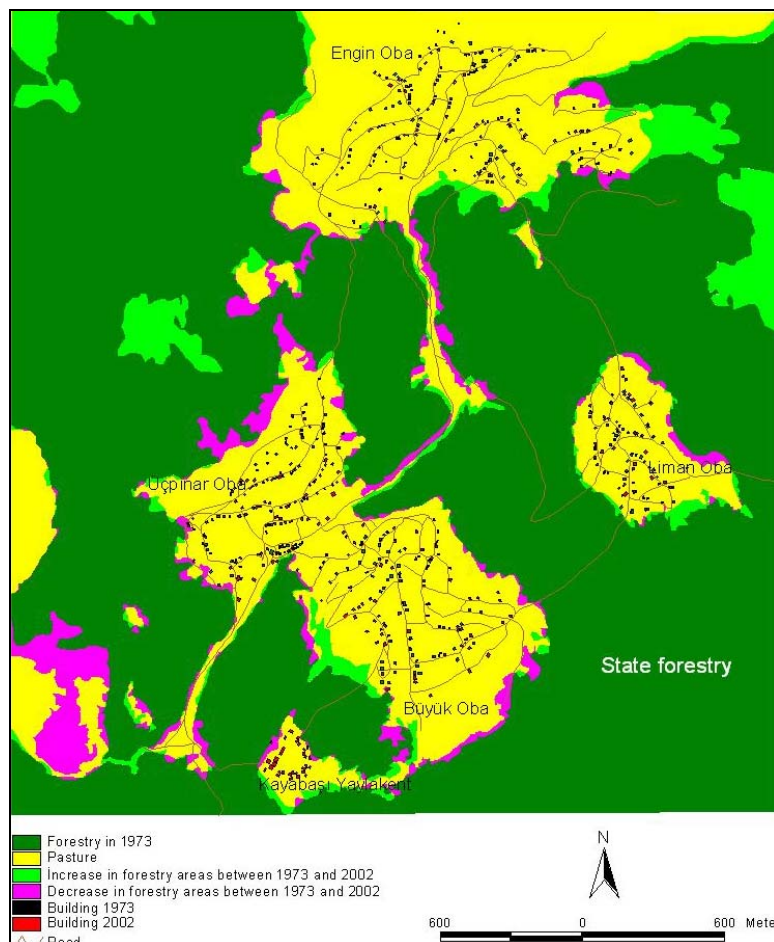 Engin Oba
Üçpınar Oba
Liman Oba
State forestry
Büyük Oba
Kayabaşı Yaylakent
Forestry in 1973
Pasture
İncrease in forestry areas between 1973 and 2002
Decrease in forestry areas between 1973 and 2002
Building 1973
Building 2002
Road
N
600 0 600 Mete